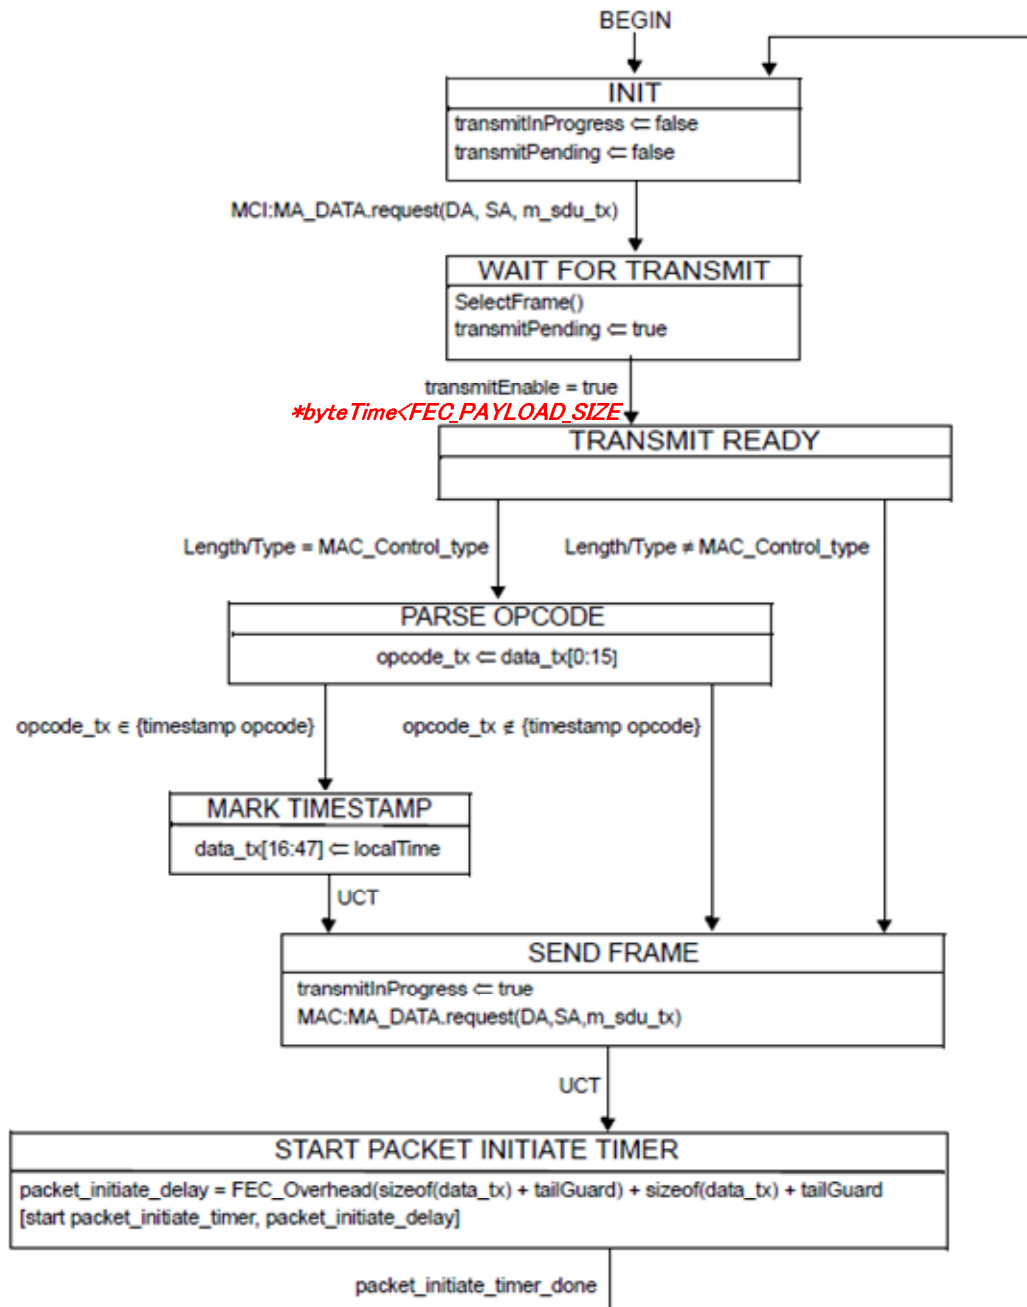 BEGIN
INIT
transmitInProgress ⇐ false
transmitPending ⇐ false
MCI:MA_DATA.request(DA, SA, m_sdu_tx)
WAIT FOR TRANSMIT
SelectFrame()
transmitPending ⇐ true
transmitEnable = true
*byteTime<FEC_PAYLOAD_SIZE
TRANSMIT READY
Length/Type = MAC_Control_type
Length/Type ≠ MAC_Control_type
PARSE OPCODE
opcode_tx ⇐ data_tx[0:15]
opcode_tx ∈ {timestamp opcode}
opcode_tx ∉ {timestamp opcode}
MARK TIMESTAMP
data_tx[16:47] ⇐ localTime
UCT
SEND FRAME
transmitInProgress ⇐ true
MAC:MA_DATA.request(DA,SA,m_sdu_tx)
UCT
START PACKET INITIATE TIMER
packet_initiate_delay = FEC_Overhead(sizeof(data_tx) + tailGuard) + sizeof(data_tx) + tailGuard
[start packet_initiate_timer, packet_initiate_delay]
packet_initiate_timer_done